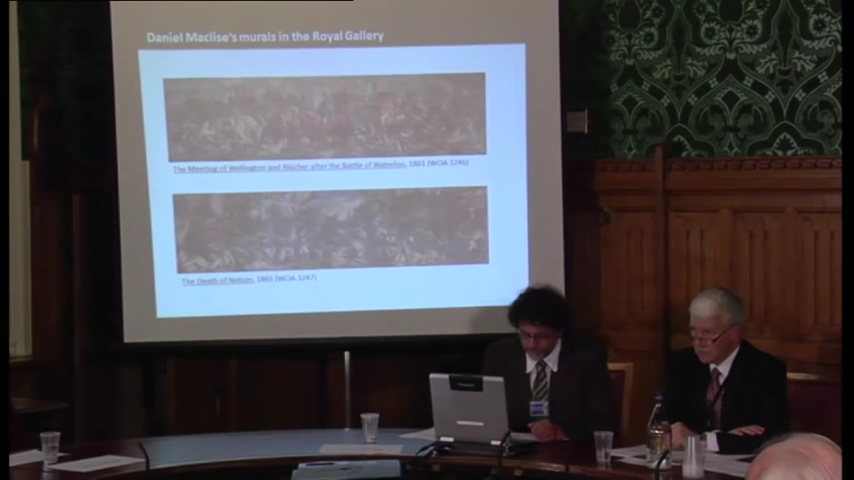 Daniel Maclise's murals in the Royal Gallery
The Meeting of Wellington and Blücher after the Battle of Waterloo, 1861 (WOA 3246)
The Death of Nelson, 1865 (WOA 3247)